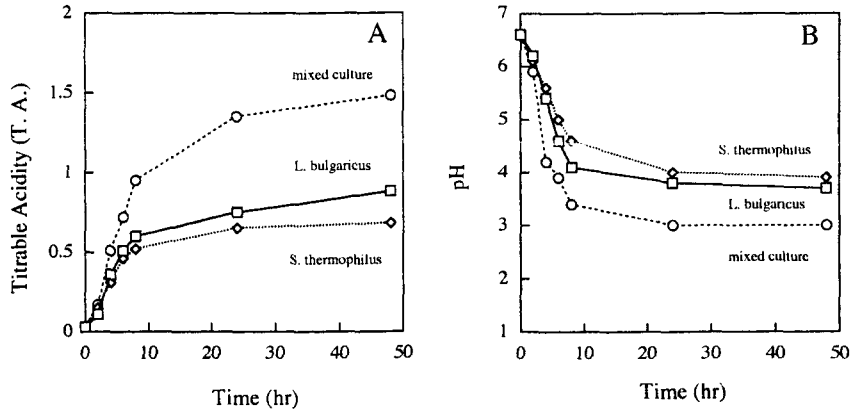 A
2
1.5
1
0.5
0
0
10
20
30
40
50
Titrable Acidity (T. A.)
Time (hr)
mixed culture
L. bulgaricus
S. thermophilus
B
7
6
5
4
3
2
1
0
10
20
30
40
50
pH
Time (hr)
S. thermophilus
L. bulgaricus
mixed culture